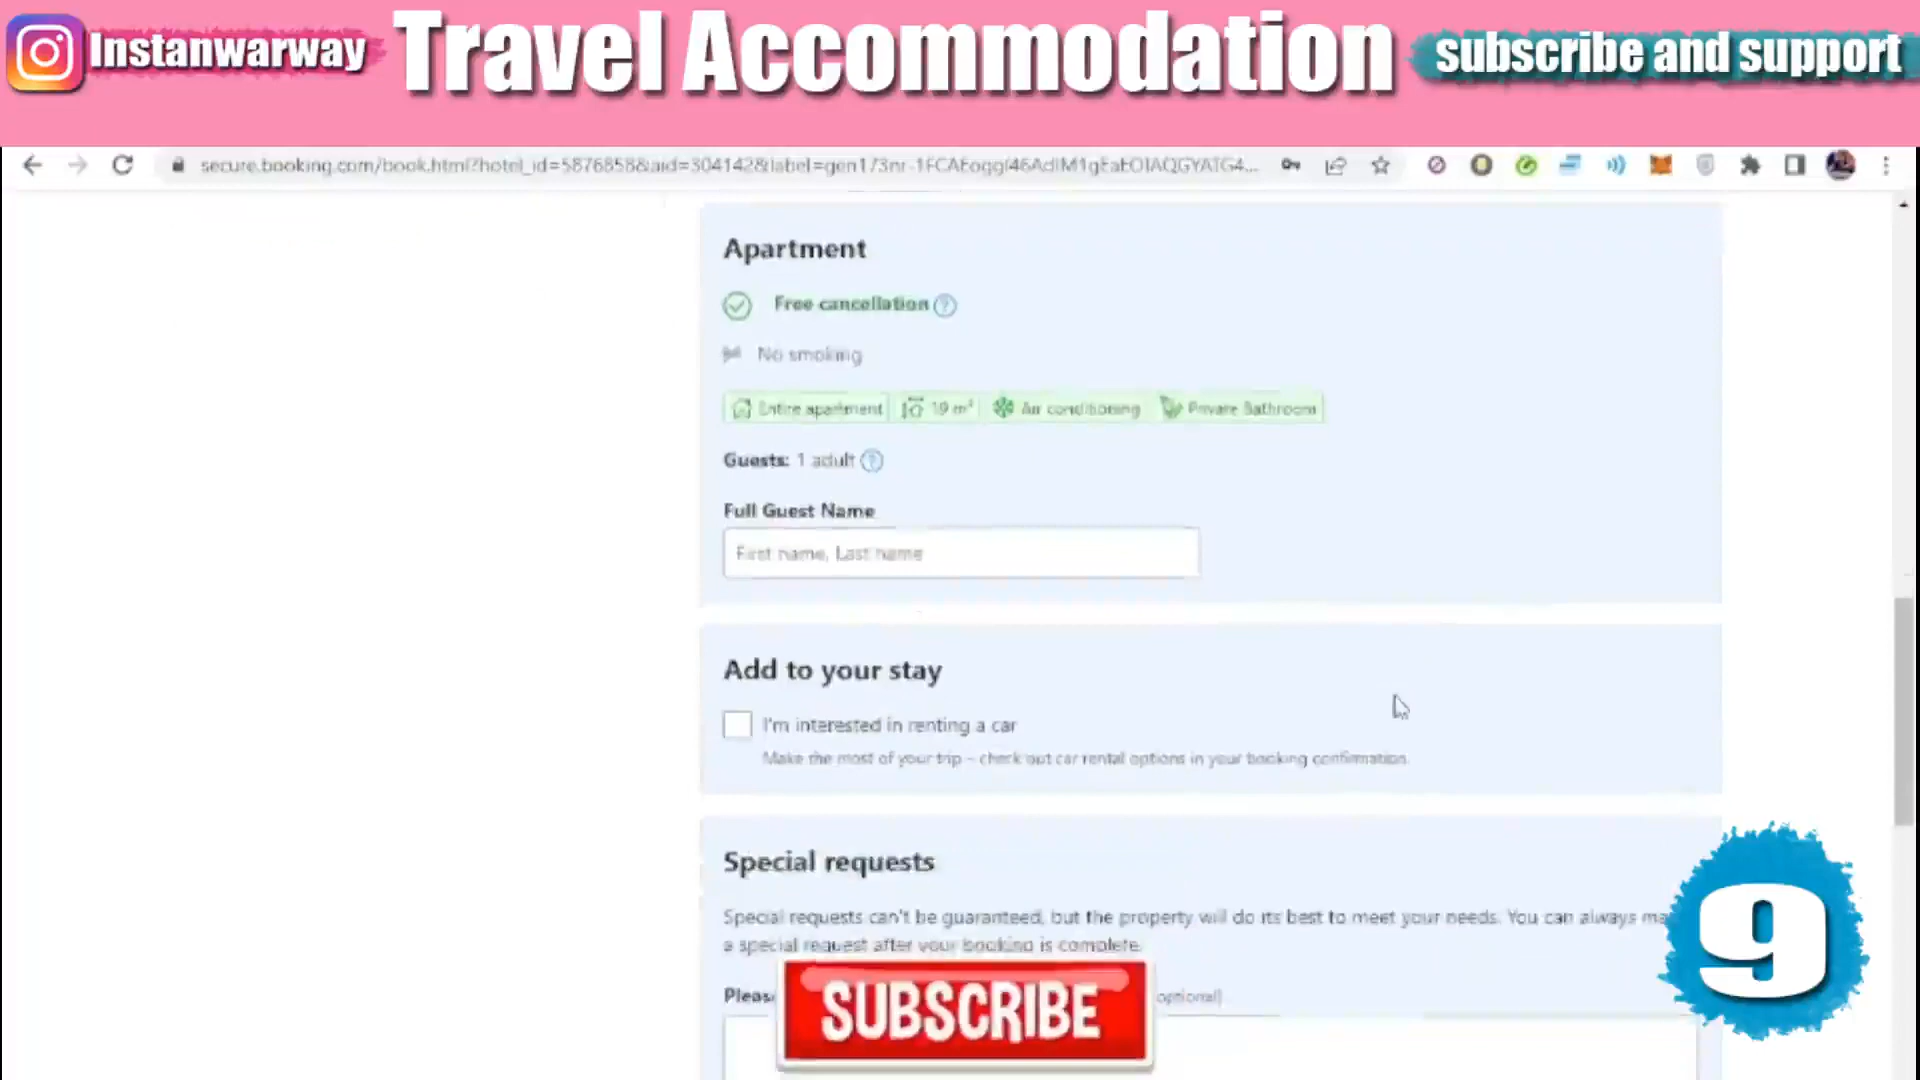 Instanwarway
Travel Accommodation
subscribe and support
Apartment
Free cancellation
No smoking
Entire apartment 19 m² Air conditioning Private Bathroom
Guests: 1 adult
Full Guest Name
First name, Last name
Add to your stay
I'm interested in renting a car
Make the most of your trip – check out car rental options in your booking confirmation.
Special requests
Special requests can't be guaranteed, but the property will do its best to meet your needs. You can always ma
a special request after your booking is complete.
Pleas
optional)
SUBSCRIBE
9